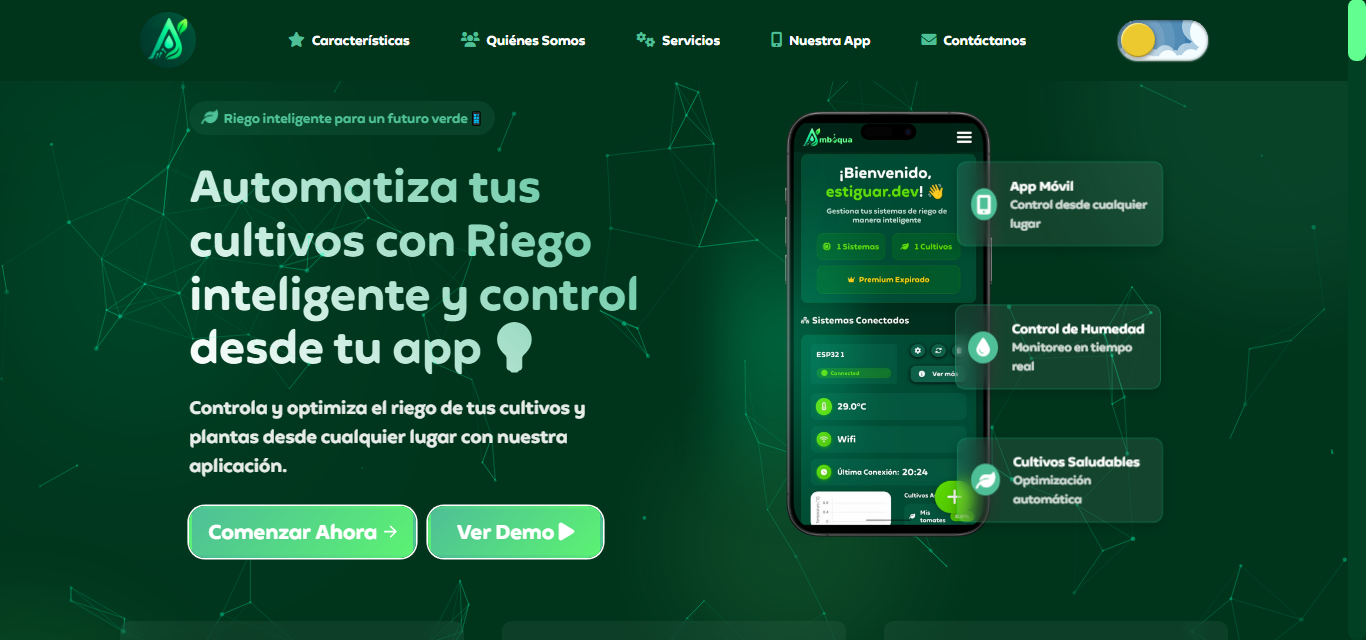 Características
Quiénes Somos
Servicios
Nuestra App
Contáctanos
Riego inteligente para un futuro verde
Automatiza tus
cultivos con Riego
inteligente y control
desde tu app
Controla y optimiza el riego de tus cultivos y
plantas desde cualquier lugar con nuestra
aplicación.
Comenzar Ahora →
Ver Demo
Ambiqua
¡Bienvenido,
estiguar.dev! 👋
Gestiona tus sistemas de riego de
manera inteligente
1 Sistemas
1 Cultivos
Premium Expirado
Sistemas Conectados
ESP32 1
Connected
Ver más
29.0°C
Wifi
Última Conexión: 20:24
Cultivos
Mis
tomates
+
App Móvil
Control desde cualquier
lugar
Control de Humedad
Monitoreo en tiempo
real
Cultivos Saludables
Optimización
automática